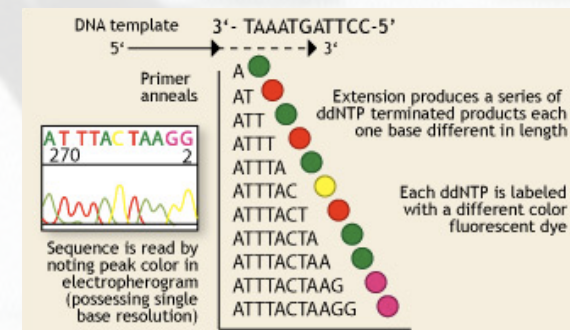 DNA template 3‘- TAAATGATTCC-5’
5‘ 3‘
Primer
anneals
A
AT
ATT
ATTT
ATTTA
ATTTAC
ATTTACT
ATTTACTA
ATTTACTAA
ATTTACTAAG
ATTTACTAAGG
Extension produces a series of
ddNTP terminated products each
one base different in length
Each ddNTP is labeled
with a different color
fluorescent dye
AT TTACTAAGG
270 2
Sequence is read by
noting peak color in
electropherogram
(possessing single
base resolution)